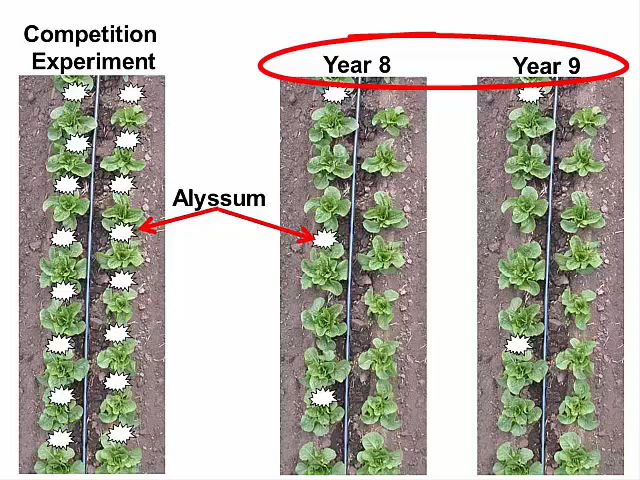 Competition
Experiment
Year 8
Year 9
Alyssum